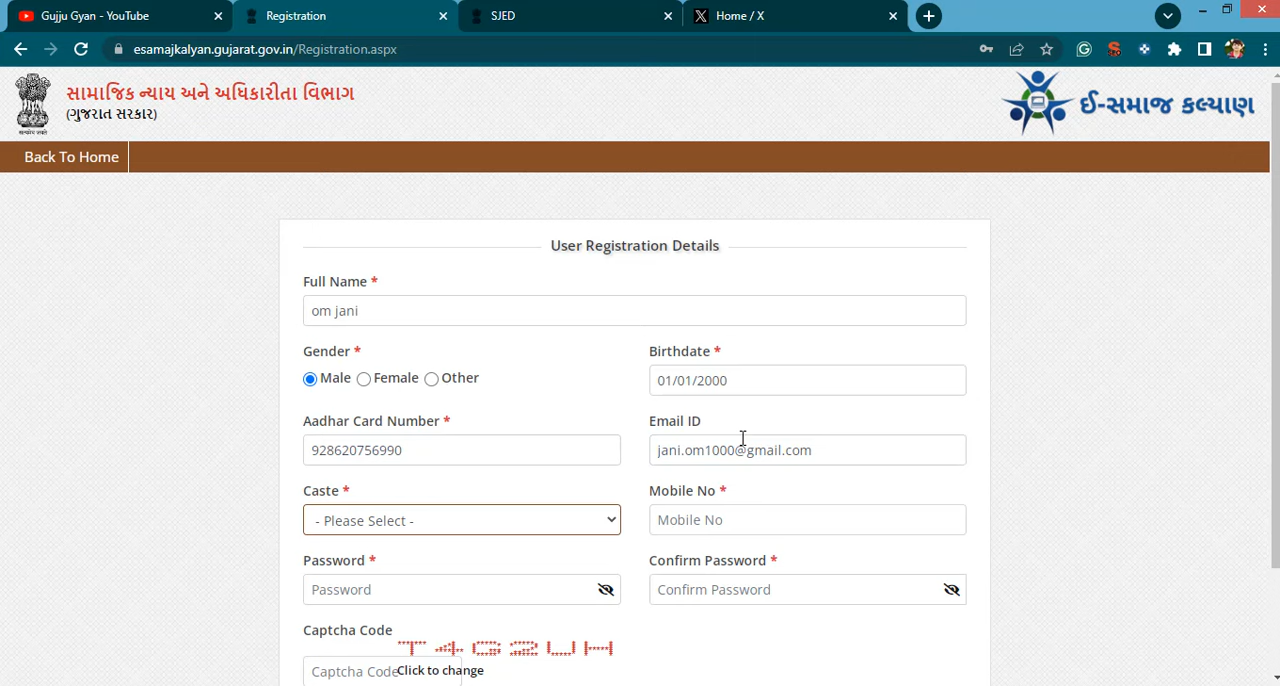 Gujju Gyan - YouTube
Registration
SJED
X Home / X
esamajkalyan.gujarat.gov.in/Registration.aspx
સામાજિક ન્યાય અને અધિકારીતા વિભાગ
(ગુજરાત સરકાર)
ઈ-સમાજ કલ્યાણ
Back To Home
User Registration Details
Full Name *
om jani
Gender *
Birthdate *
Male Female Other
01/01/2000
Aadhar Card Number *
Email ID
928620756990
jani.om1000@gmail.com
Caste *
Mobile No *
- Please Select -
Mobile No
Password *
Confirm Password *
Password
Confirm Password
Captcha Code
Captcha Code
Click to change